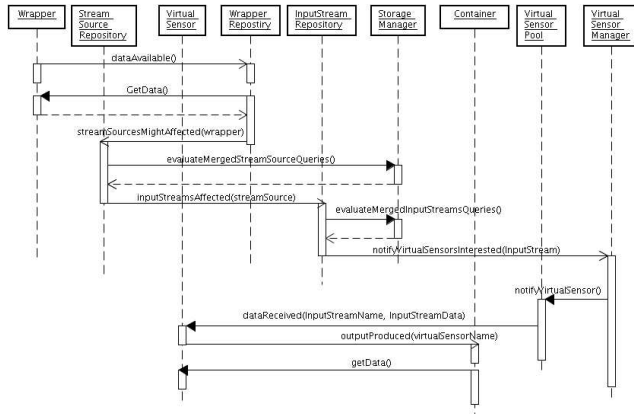 Wrapper
Stream
Source
Repository
Virtual
Sensor
Wrapper
Repostiry
InputStream
Repository
Storage
Manager
Container
Virtual
Sensor
Pool
Virtual
Sensor
Manager
dataAvailable()
GetData()
streamSourcesMightAffected(wrapper)
evaluateMergedStreamSourceQueries()
inputStreamsAffected(streamSource)
evaluateMergedInputStreamsQueries()
notifyVirtualSensorsInterested(InputStream)
notifyVirtualSensor()
dataReceived(InputStreamName, InputStreamData)
outputProduced(virtualSensorName)
getData()